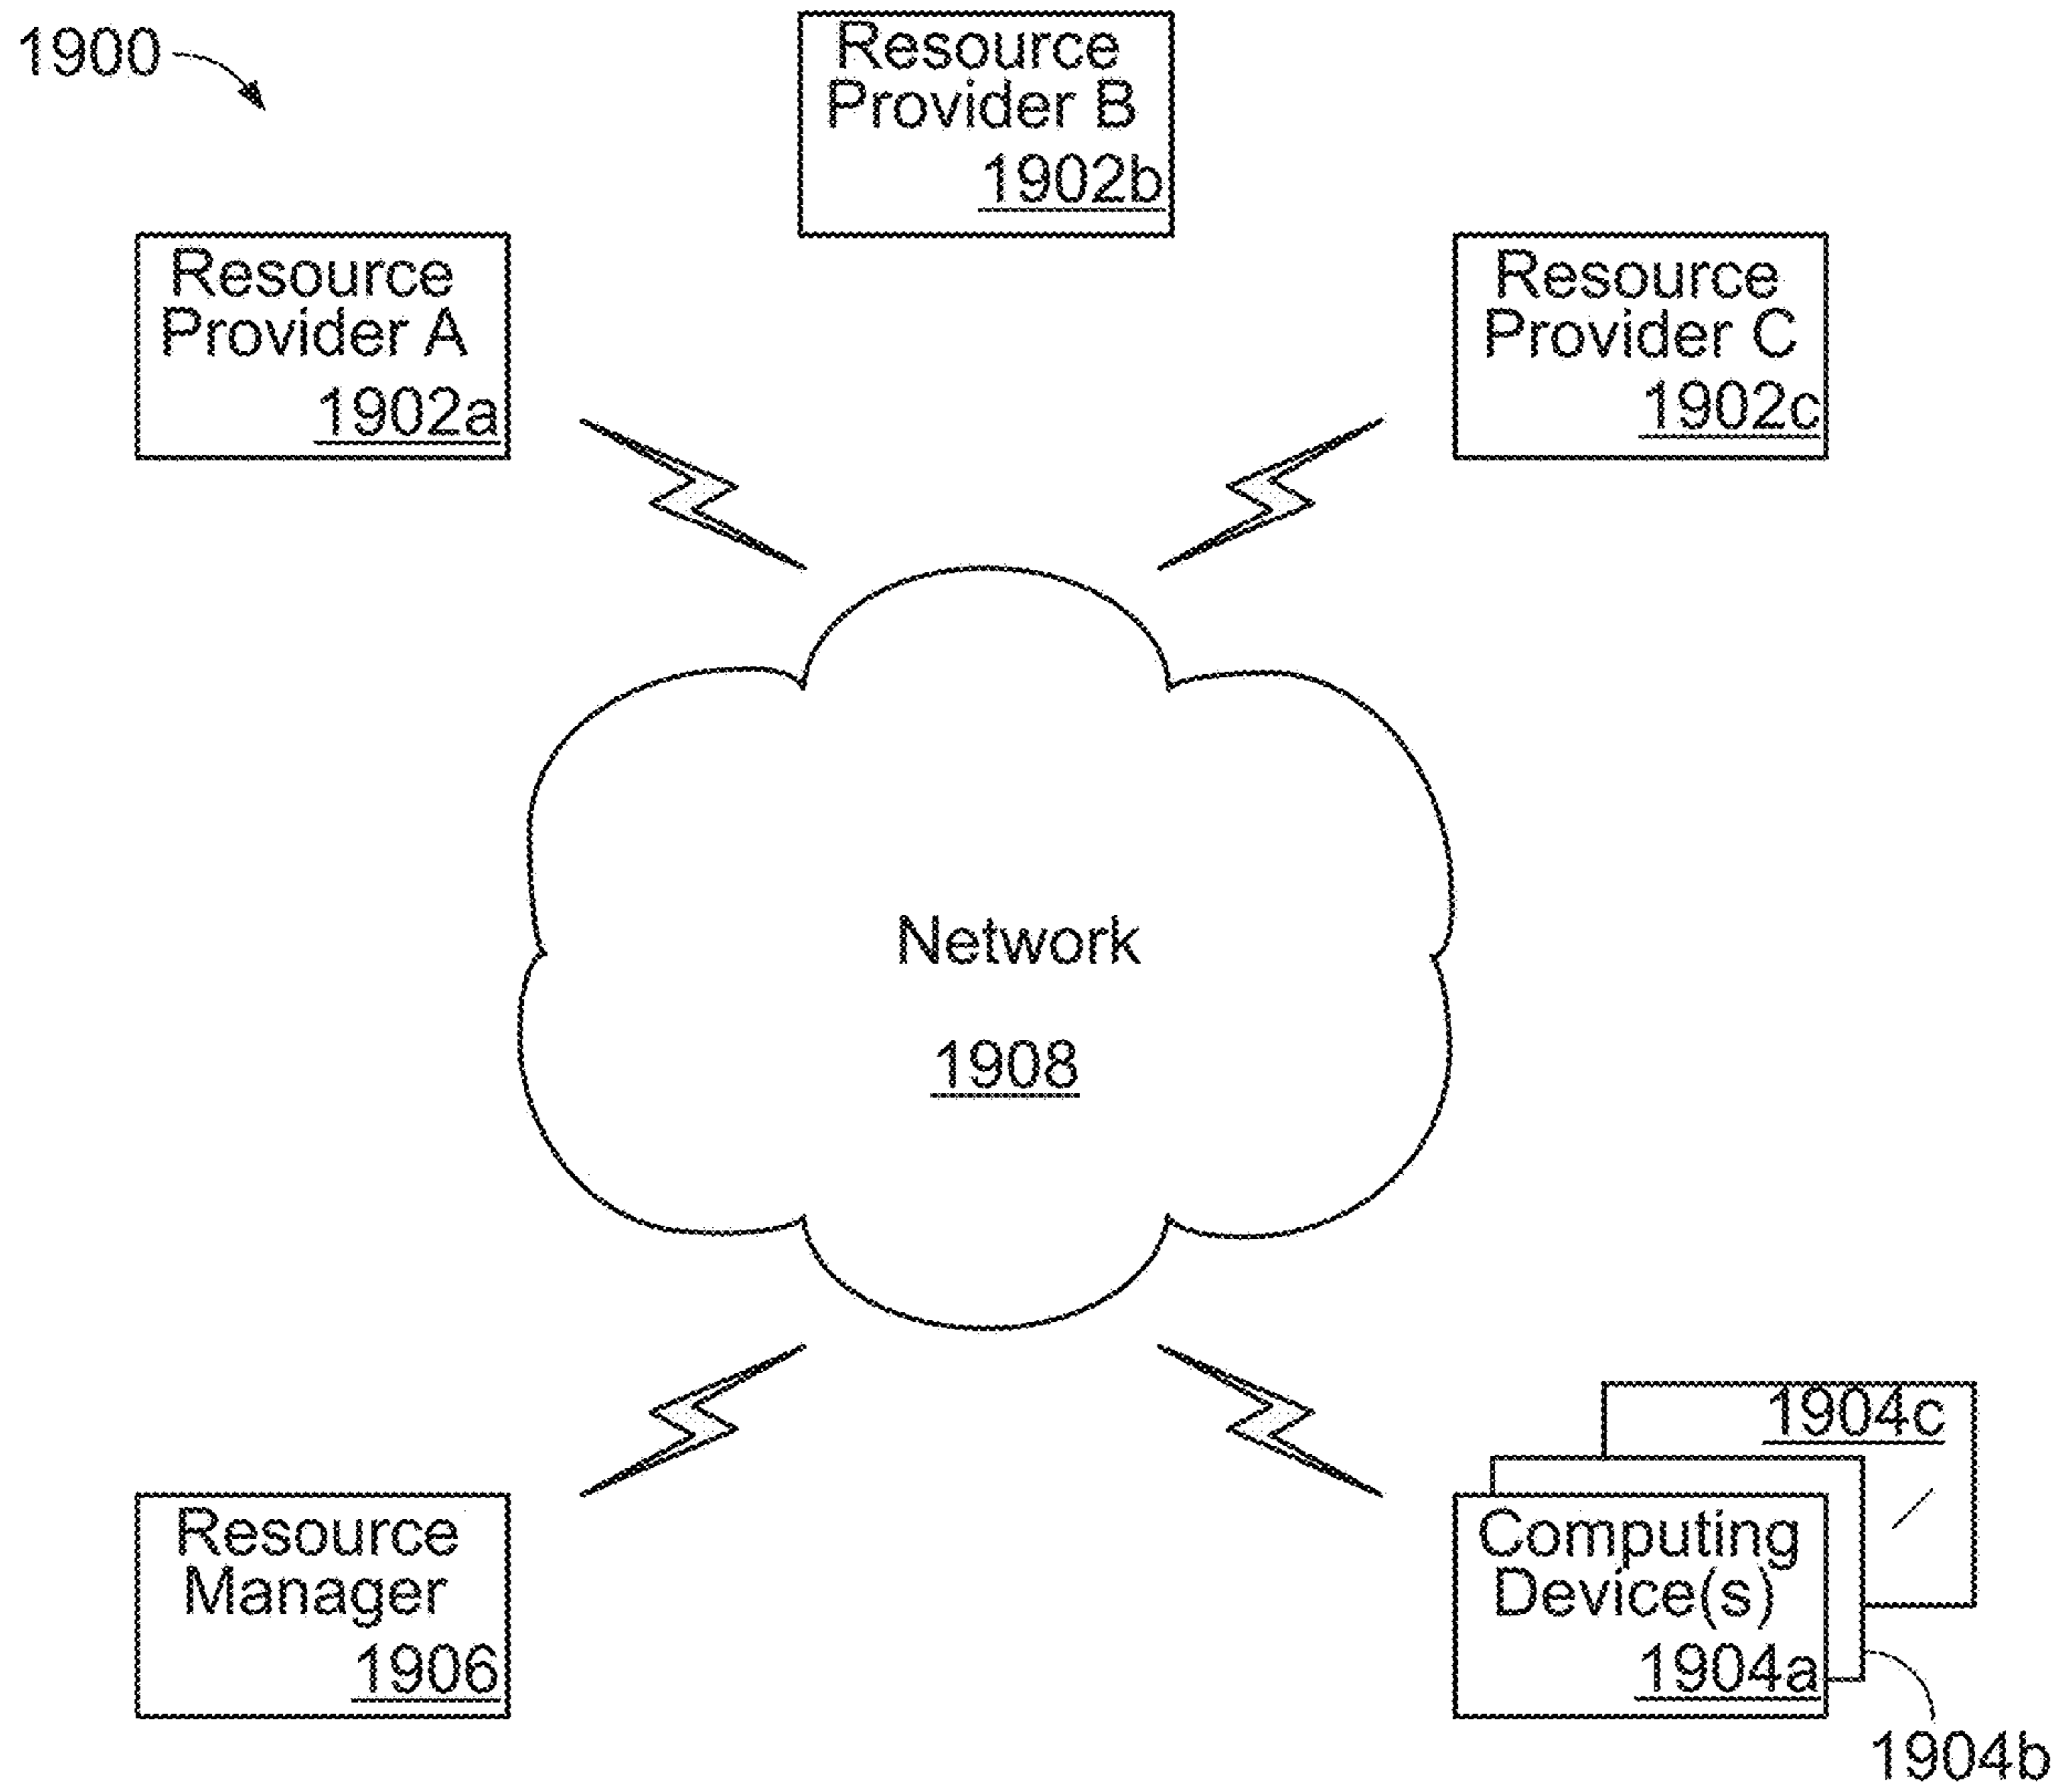 1900
Resource
Provider B
1902b
Resource
Provider A
1902a
Resource
Provider C
1902c
Network
1908
Resource
Manager
1906
1904c
Computing
Device(s)
1904a
1904b